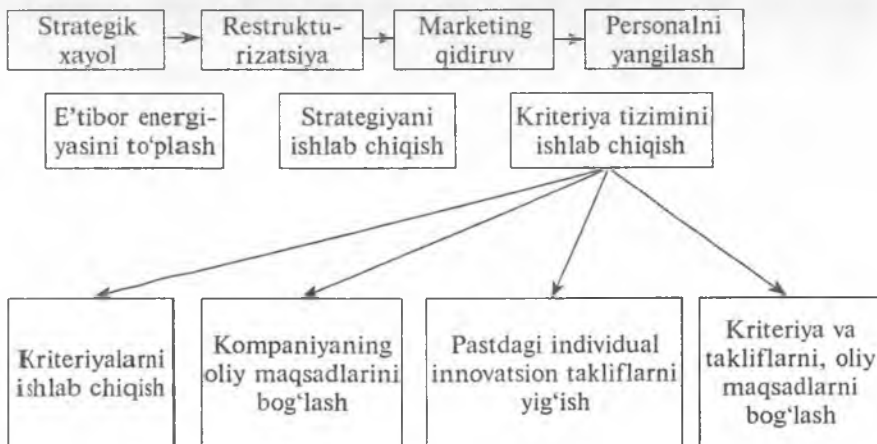 Strategik
xayol
Restruktu-
rizatsiya
Marketing
qidiruv
Personalni
yangilash
E'tibor energi-
yasini to‘plash
Strategiyani
ishlab chiqish
Kriteriya tizimini
ishlab chiqish
Kriteriyalarni
ishlab chiqish
Kompaniyaning
oliy maqsadlarini
bog‘lash
Pastdagi individual
innovatsion takliflarni
yig‘ish
Kriteriya va
takliflarni, oliy
maqsadlarni
bog‘lash